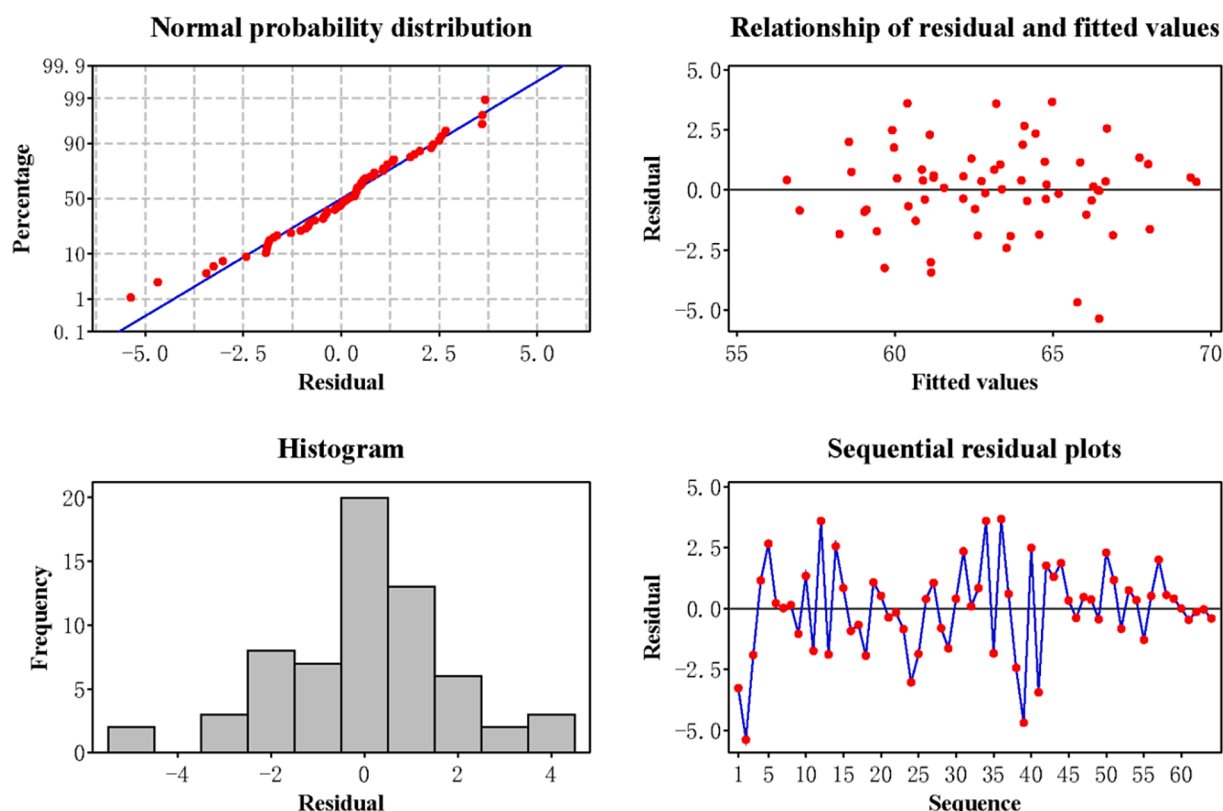 Normal probability distribution
99.9
99
90
50
10
1
0.1
Percentage
-5.0 -2.5 0.0 2.5 5.0
Residual
Relationship of residual and fitted values
5.0
2.5
0.0
-2.5
-5.0
Residual
55 60 65 70
Fitted values
Histogram
20
15
10
5
0
Frequency
-4 -2 0 2 4
Residual
Sequential residual plots
5.0
2.5
0.0
-2.5
-5.0
Residual
1 5 10 15 20 25 30 35 40 45 50 55 60
Sequence